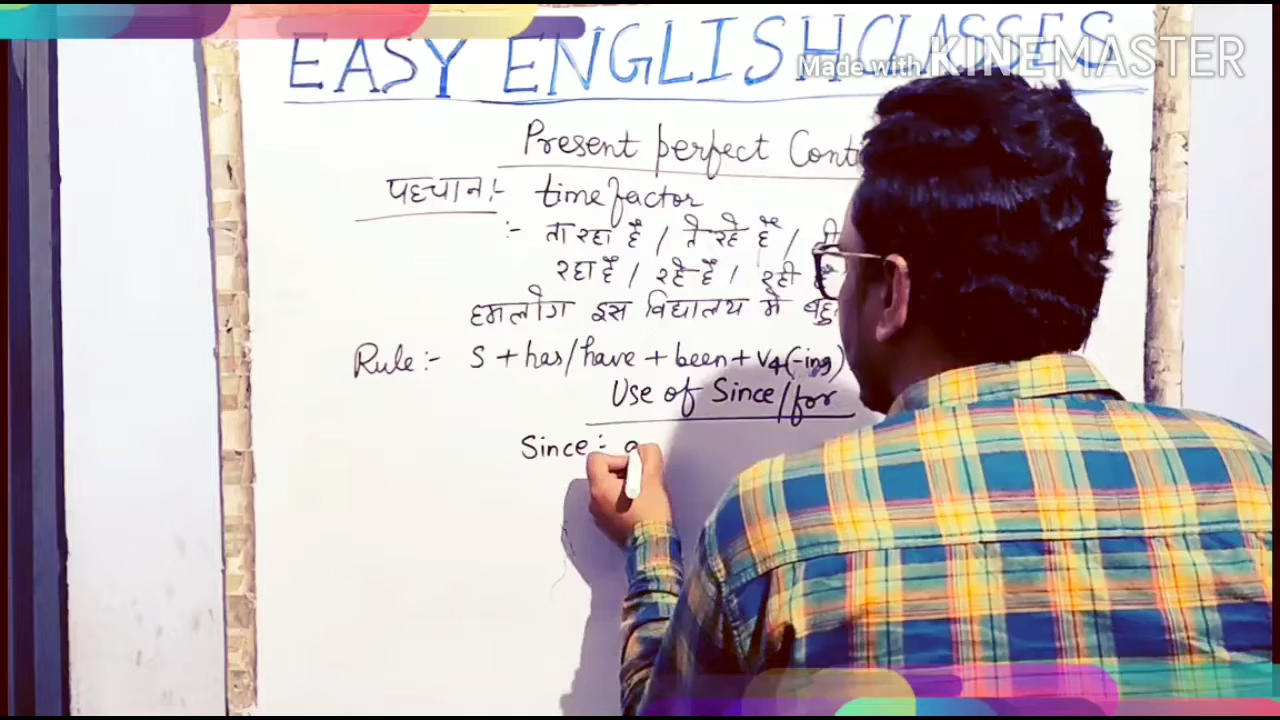 EASY ENGLISH CLASSES
Made with KINEMASTER
Present perfect Conti
पहचान :- time factor
:- ता रहा है / ते रहे हैं /
रहा है / रहे हैं / रही
हमलोग इस विद्यालय में
Rule :- S + has/have + been + V4(-ing)
Use of Since/for
Since :-